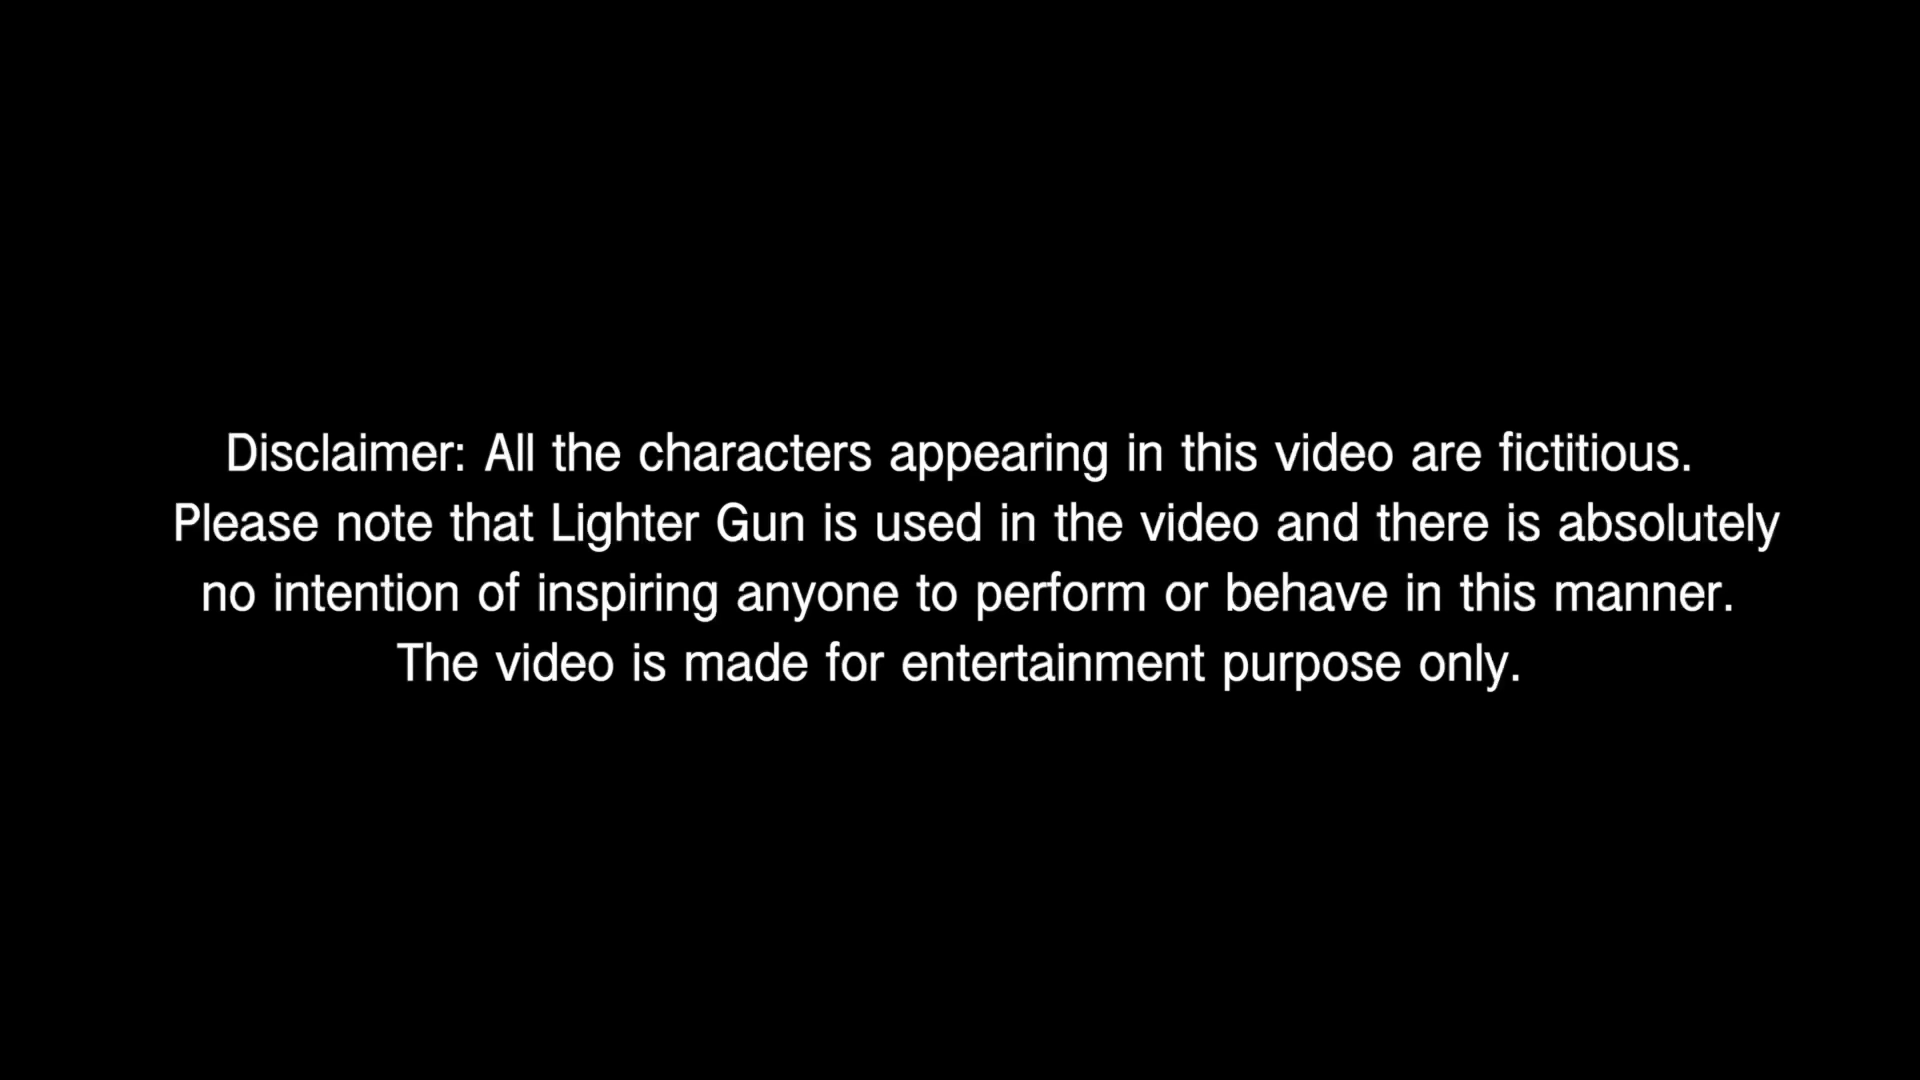 Disclaimer: All the characters appearing in this video are fictitious.
Please note that Lighter Gun is used in the video and there is absolutely
no intention of inspiring anyone to perform or behave in this manner.
The video is made for entertainment purpose only.